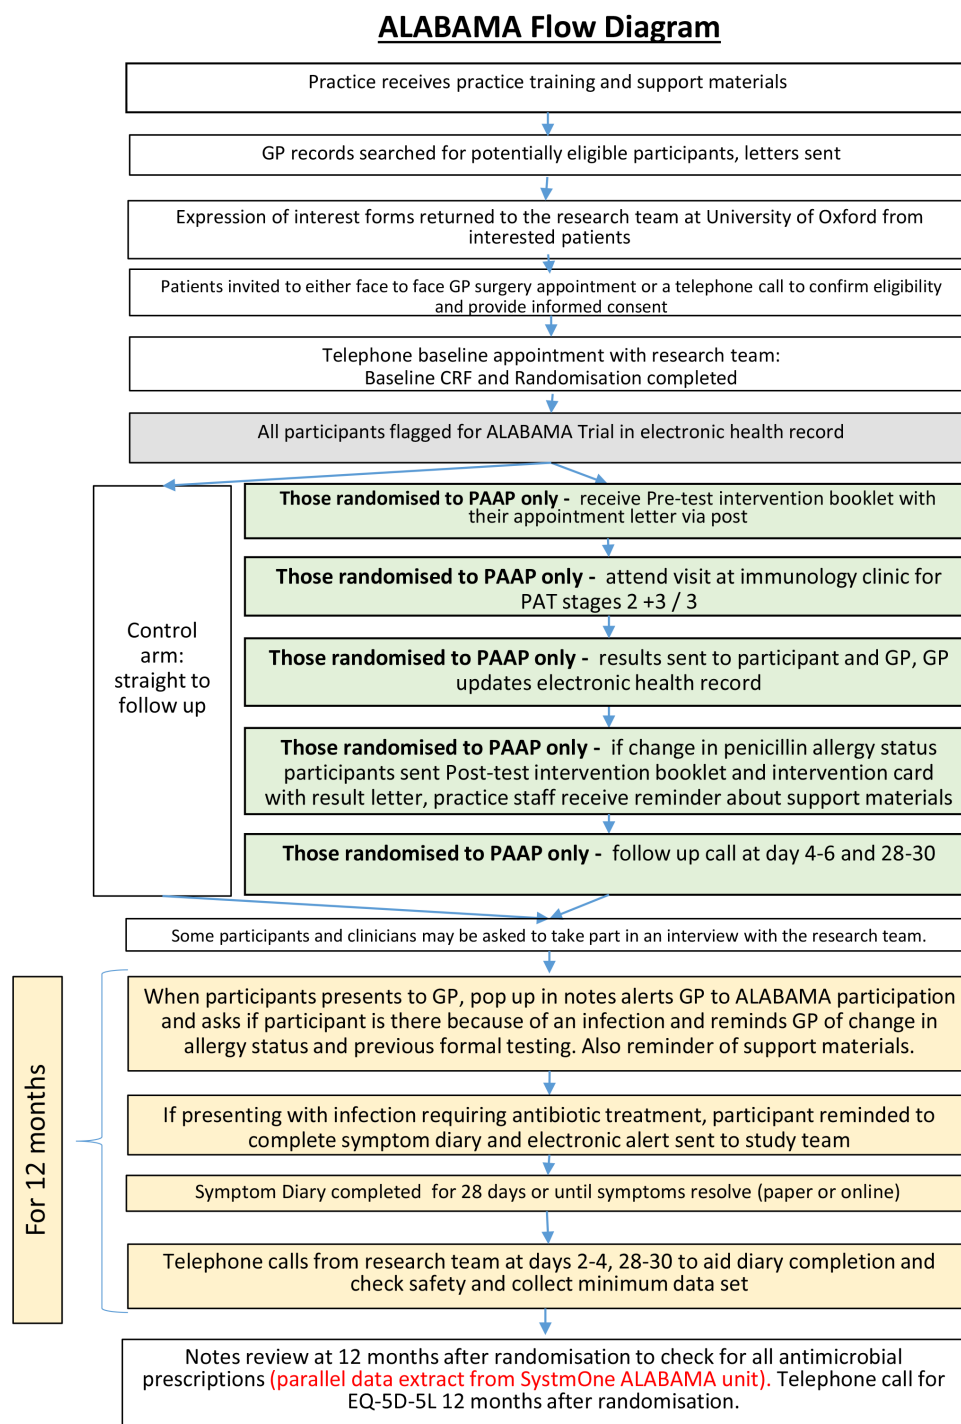 ALABAMA Flow Diagram
Practice receives practice training and support materials
GP records searched for potentially eligible participants, letters sent
Expression of interest forms returned to the research team at University of Oxford from
interested patients
Patients invited to either face to face GP surgery appointment or a telephone call to confirm eligibility
and provide informed consent
Telephone baseline appointment with research team:
Baseline CRF and Randomisation completed
All participants flagged for ALABAMA Trial in electronic health record
Control
arm:
straight to
follow up
Those randomised to PAAP only - receive Pre-test intervention booklet with
their appointment letter via post
Those randomised to PAAP only - attend visit at immunology clinic for
PAT stages 2 +3 / 3
Those randomised to PAAP only - results sent to participant and GP, GP
updates electronic health record
Those randomised to PAAP only - if change in penicillin allergy status
participants sent Post-test intervention booklet and intervention card
with result letter, practice staff receive reminder about support materials
Those randomised to PAAP only - follow up call at day 4-6 and 28-30
Some participants and clinicians may be asked to take part in an interview with the research team.
For 12 months
When participants presents to GP, pop up in notes alerts GP to ALABAMA participation
and asks if participant is there because of an infection and reminds GP of change in
allergy status and previous formal testing. Also reminder of support materials.
If presenting with infection requiring antibiotic treatment, participant reminded to
complete symptom diary and electronic alert sent to study team
Symptom Diary completed for 28 days or until symptoms resolve (paper or online)
Telephone calls from research team at days 2-4, 28-30 to aid diary completion and
check safety and collect minimum data set
Notes review at 12 months after randomisation to check for all antimicrobial
prescriptions (parallel data extract from SystmOne ALABAMA unit). Telephone call for
EQ-5D-5L 12 months after randomisation.